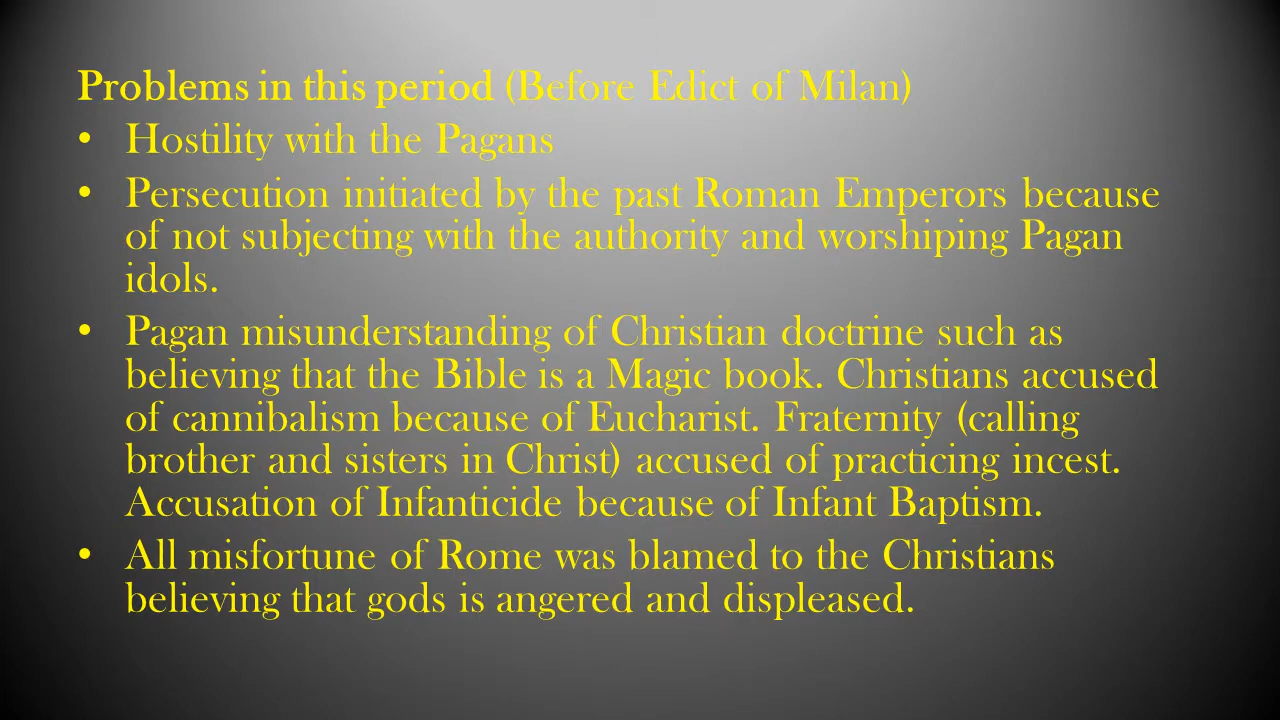 Problems in this period (Before Edict of Milan)
• Hostility with the Pagans
• Persecution initiated by the past Roman Emperors because
of not subjecting with the authority and worshiping Pagan
idols.
• Pagan misunderstanding of Christian doctrine such as
believing that the Bible is a Magic book. Christians accused
of cannibalism because of Eucharist. Fraternity (calling
brother and sisters in Christ) accused of practicing incest.
Accusation of Infanticide because of Infant Baptism.
• All misfortune of Rome was blamed to the Christians
believing that gods is angered and displeased.